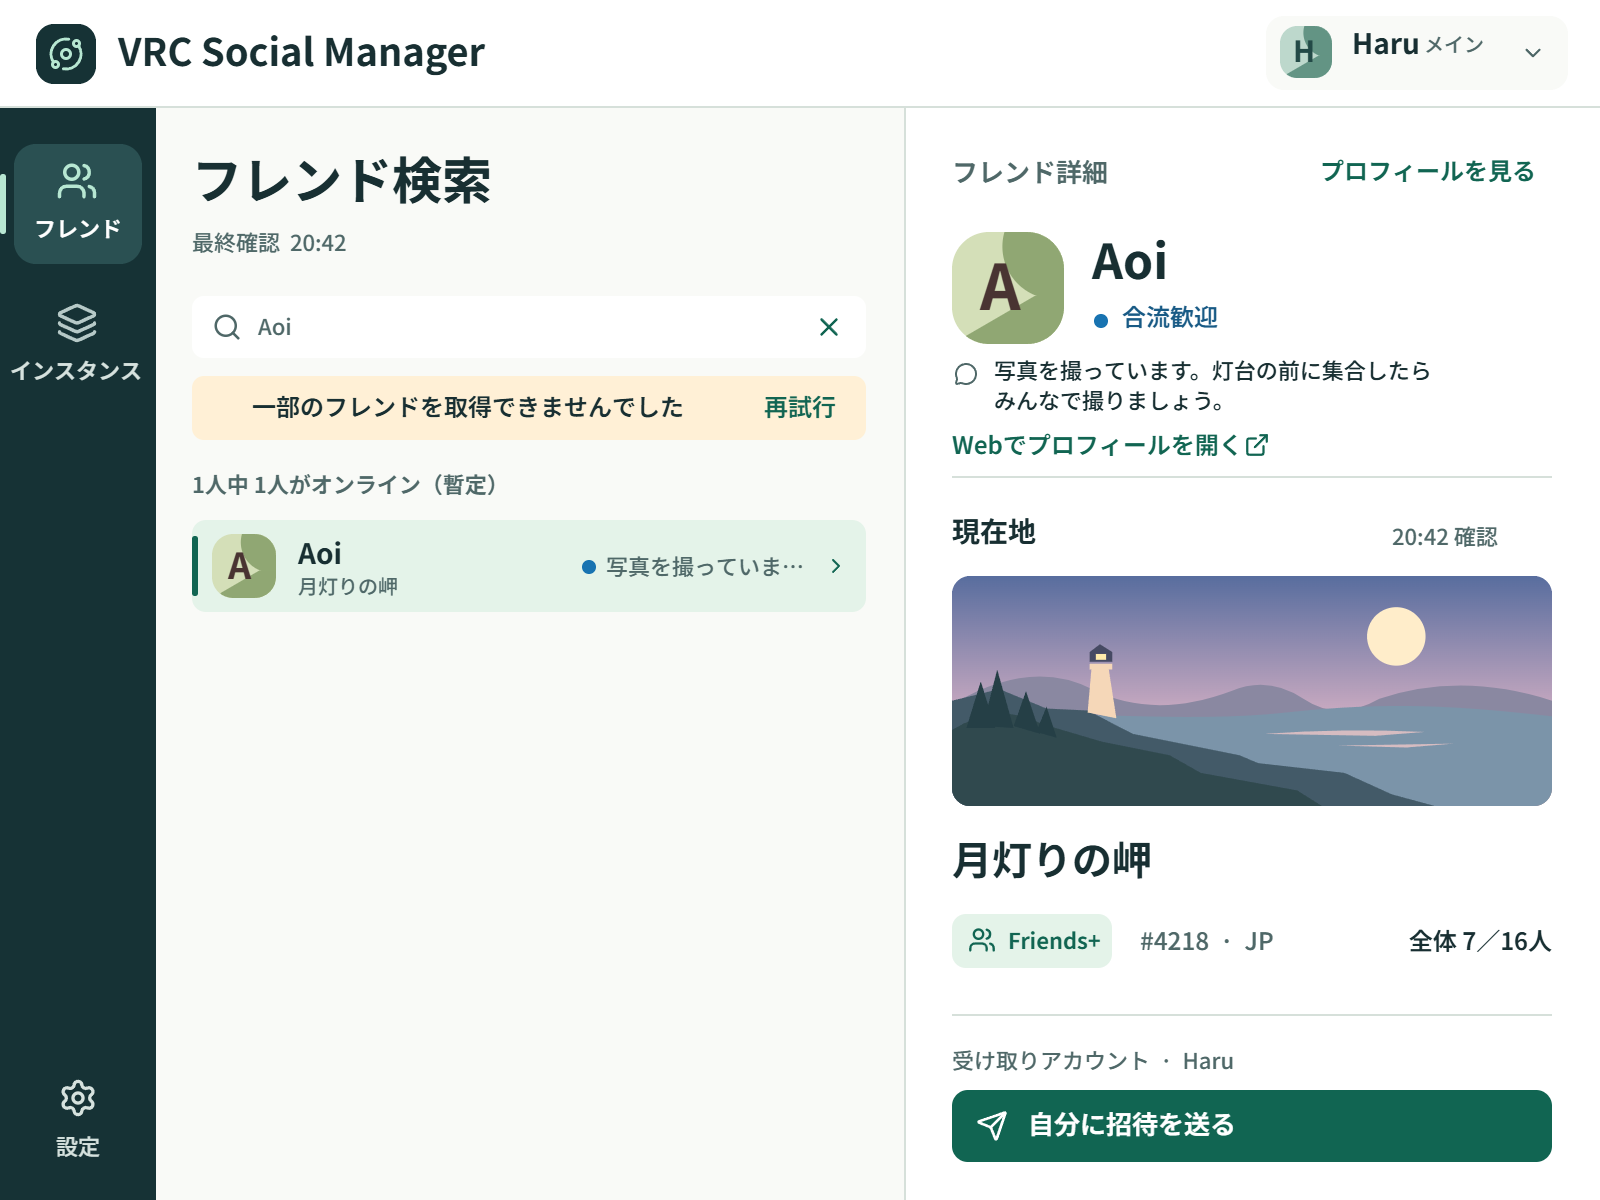 VRC Social Manager
H
Haru メイン
フレンド
インスタンス
設定
フレンド検索
最終確認 20:42
Aoi
一部のフレンドを取得できませんでした
再試行
1人中 1人がオンライン（暫定）
A
Aoi
月灯りの岬
写真を撮っていま…
フレンド詳細
プロフィールを見る
A
Aoi
合流歓迎
写真を撮っています。灯台の前に集合したら
みんなで撮りましょう。
Webでプロフィールを開く
現在地
20:42 確認
月灯りの岬
Friends+
#4218 · JP
全体 7／16人
受け取りアカウント · Haru
自分に招待を送る